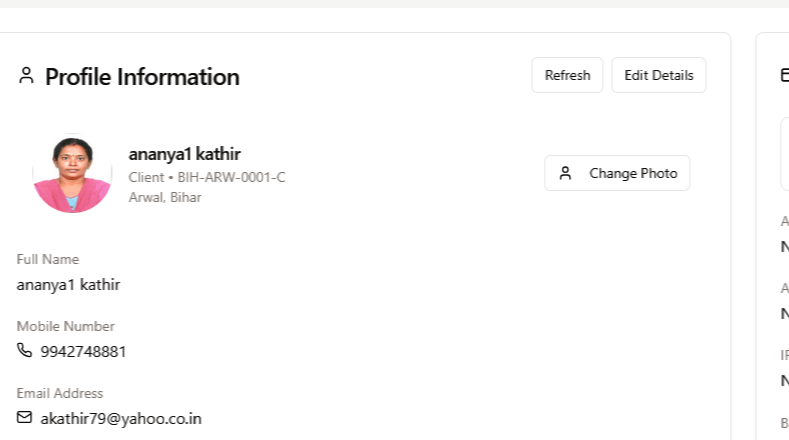 Profile Information
Refresh
Edit Details
ananya1 kathir
Client • BIH-ARW-0001-C
Arwal, Bihar
Change Photo
Full Name
ananya1 kathir
Mobile Number
9942748881
Email Address
akathir79@yahoo.co.in